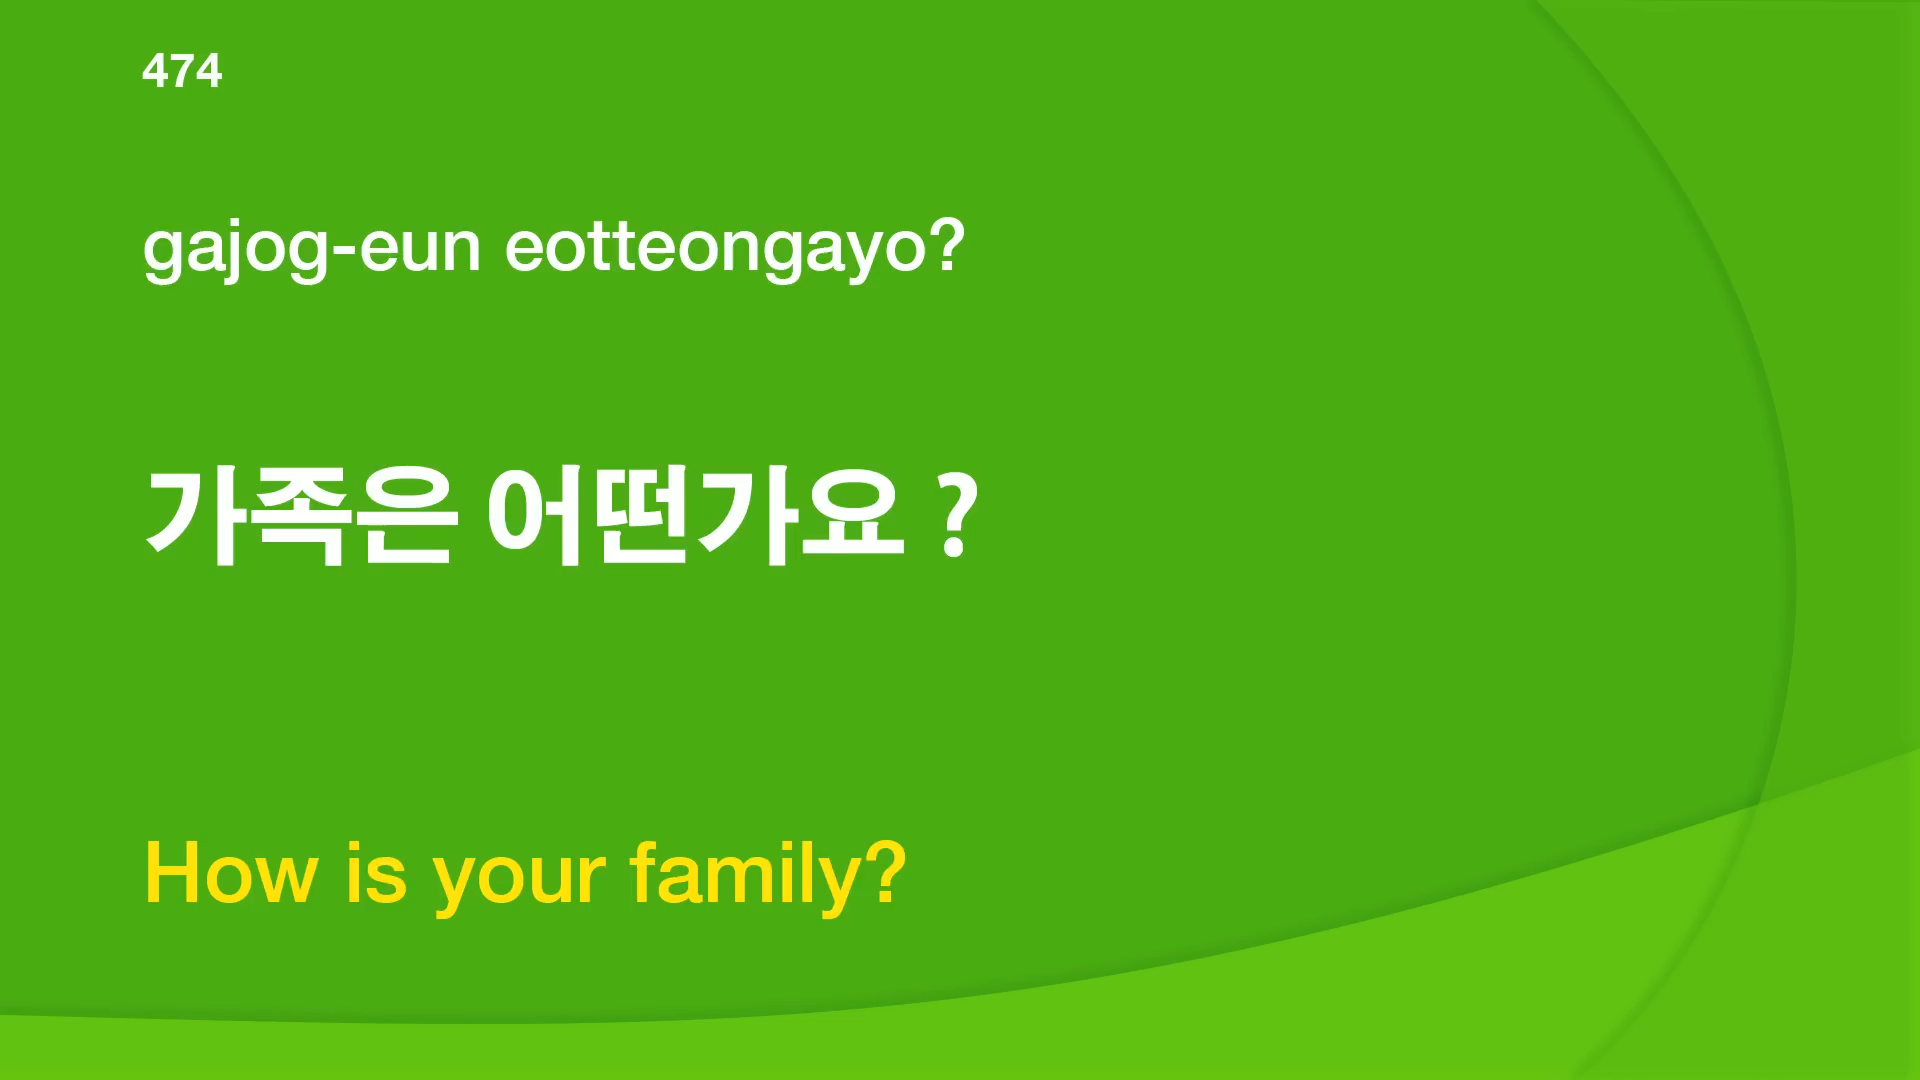 474
gajog-eun eotteongayo?
가족은 어떤가요 ?
How is your family?